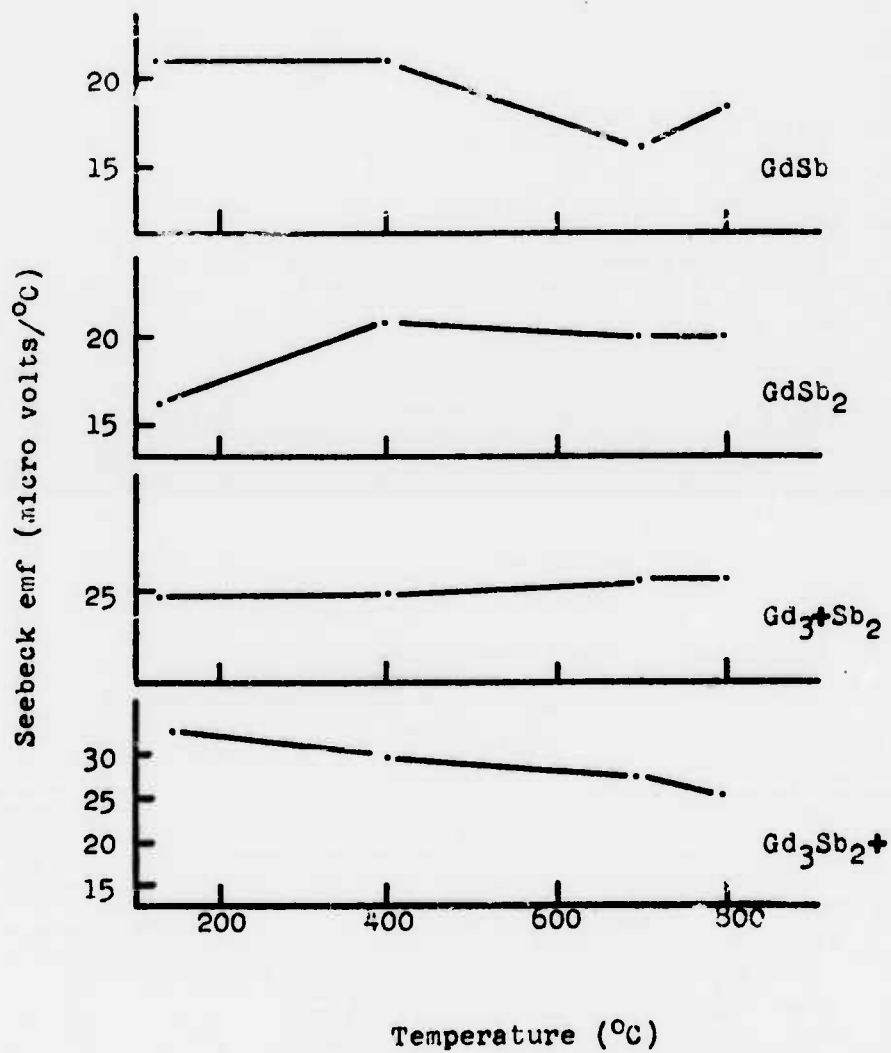 20
15
GdSb
Seebeck emf (micro volts/°C)
20
15
GdSb₂
25
Gd₃+Sb₂
30
25
20
15
Gd₃Sb₂+
200 400 600 800
Temperature (°C)